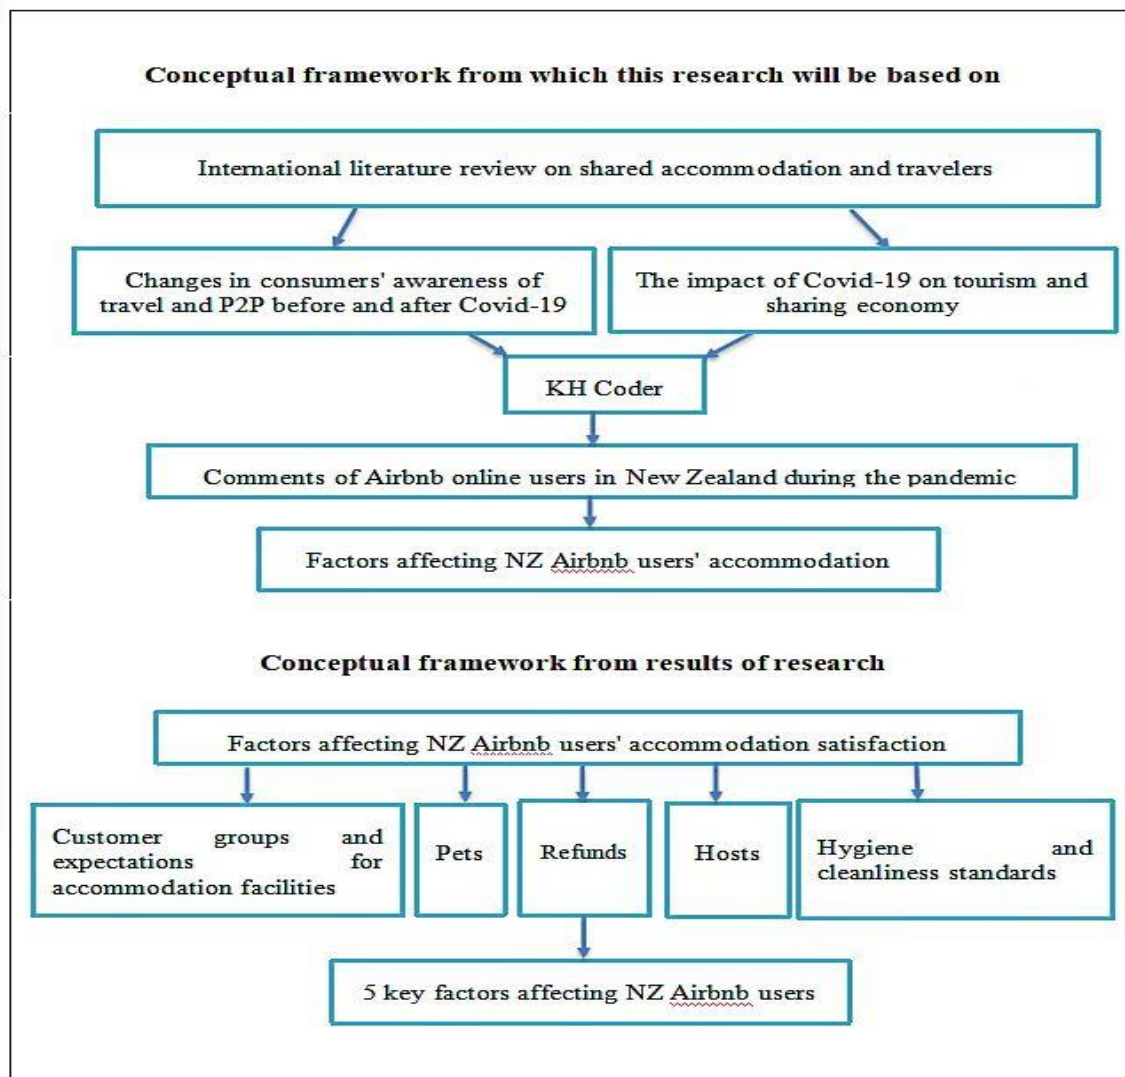 Conceptual framework from which this research will be based on
International literature review on shared accommodation and travelers
Changes in consumers' awareness of
travel and P2P before and after Covid-19
The impact of Covid-19 on tourism and
sharing economy
KH Coder
Comments of Airbnb online users in New Zealand during the pandemic
Factors affecting NZ Airbnb users' accommodation
Conceptual framework from results of research
Factors affecting NZ Airbnb users' accommodation satisfaction
Customer groups and
expectations for
accommodation facilities
Pets
Refunds
Hosts
Hygiene and
cleanliness standards
5 key factors affecting NZ Airbnb users